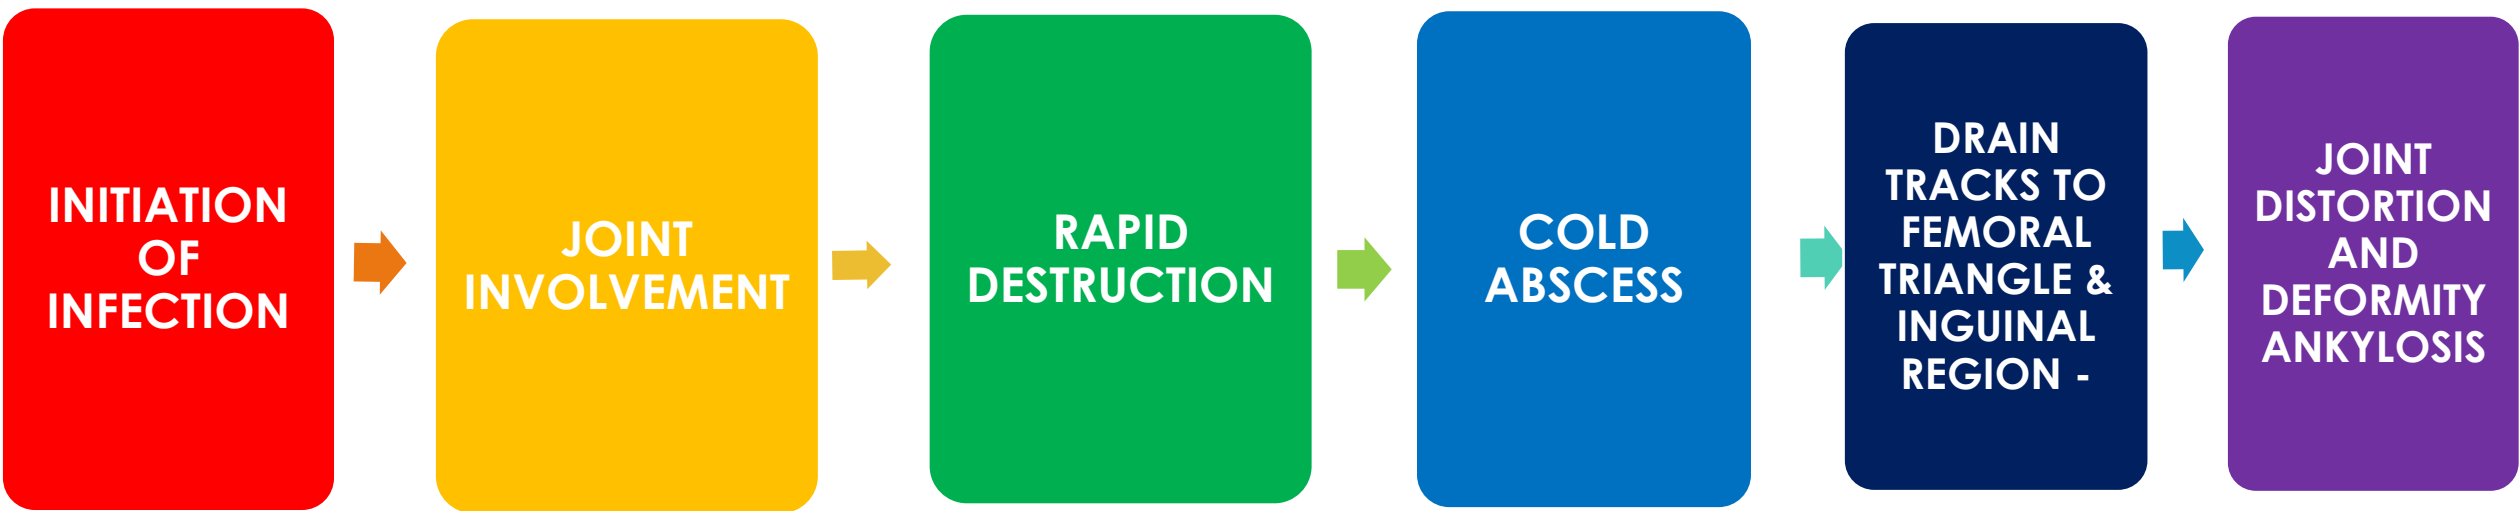 INITIATION
OF
INFECTION
JOINT
INVOLVEMENT
RAPID
DESTRUCTION
COLD
ABSCESS
DRAIN
TRACKS TO
FEMORAL
TRIANGLE &
INGUINAL
REGION -
JOINT
DISTORTION
AND
DEFORMITY
ANKYLOSIS